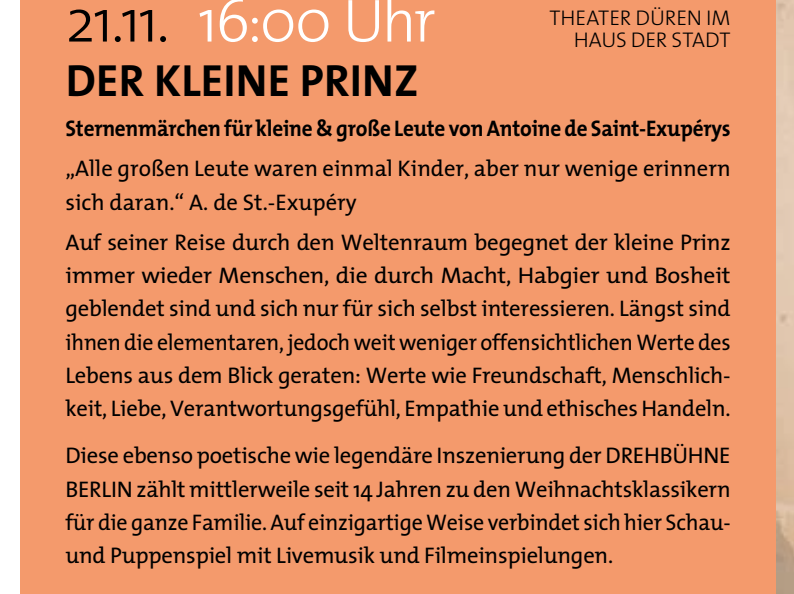 21.11. 16:00 Uhr
THEATER DÜREN IM
HAUS DER STADT
DER KLEINE PRINZ
Sternenmärchen für kleine & große Leute von Antoine de Saint-Exupérys
„Alle großen Leute waren einmal Kinder, aber nur wenige erinnern
sich daran.“ A. de St.-Exupéry
Auf seiner Reise durch den Weltenraum begegnet der kleine Prinz
immer wieder Menschen, die durch Macht, Habgier und Bosheit
geblendet sind und sich nur für sich selbst interessieren. Längst sind
ihnen die elementaren, jedoch weit weniger offensichtlichen Werte des
Lebens aus dem Blick geraten: Werte wie Freundschaft, Menschlich-
keit, Liebe, Verantwortungsgefühl, Empathie und ethisches Handeln.
Diese ebenso poetische wie legendäre Inszenierung der DREHBÜHNE
BERLIN zählt mittlerweile seit 14 Jahren zu den Weihnachtsklassikern
für die ganze Familie. Auf einzigartige Weise verbindet sich hier Schau-
und Puppenspiel mit Livemusik und Filmeinspielungen.